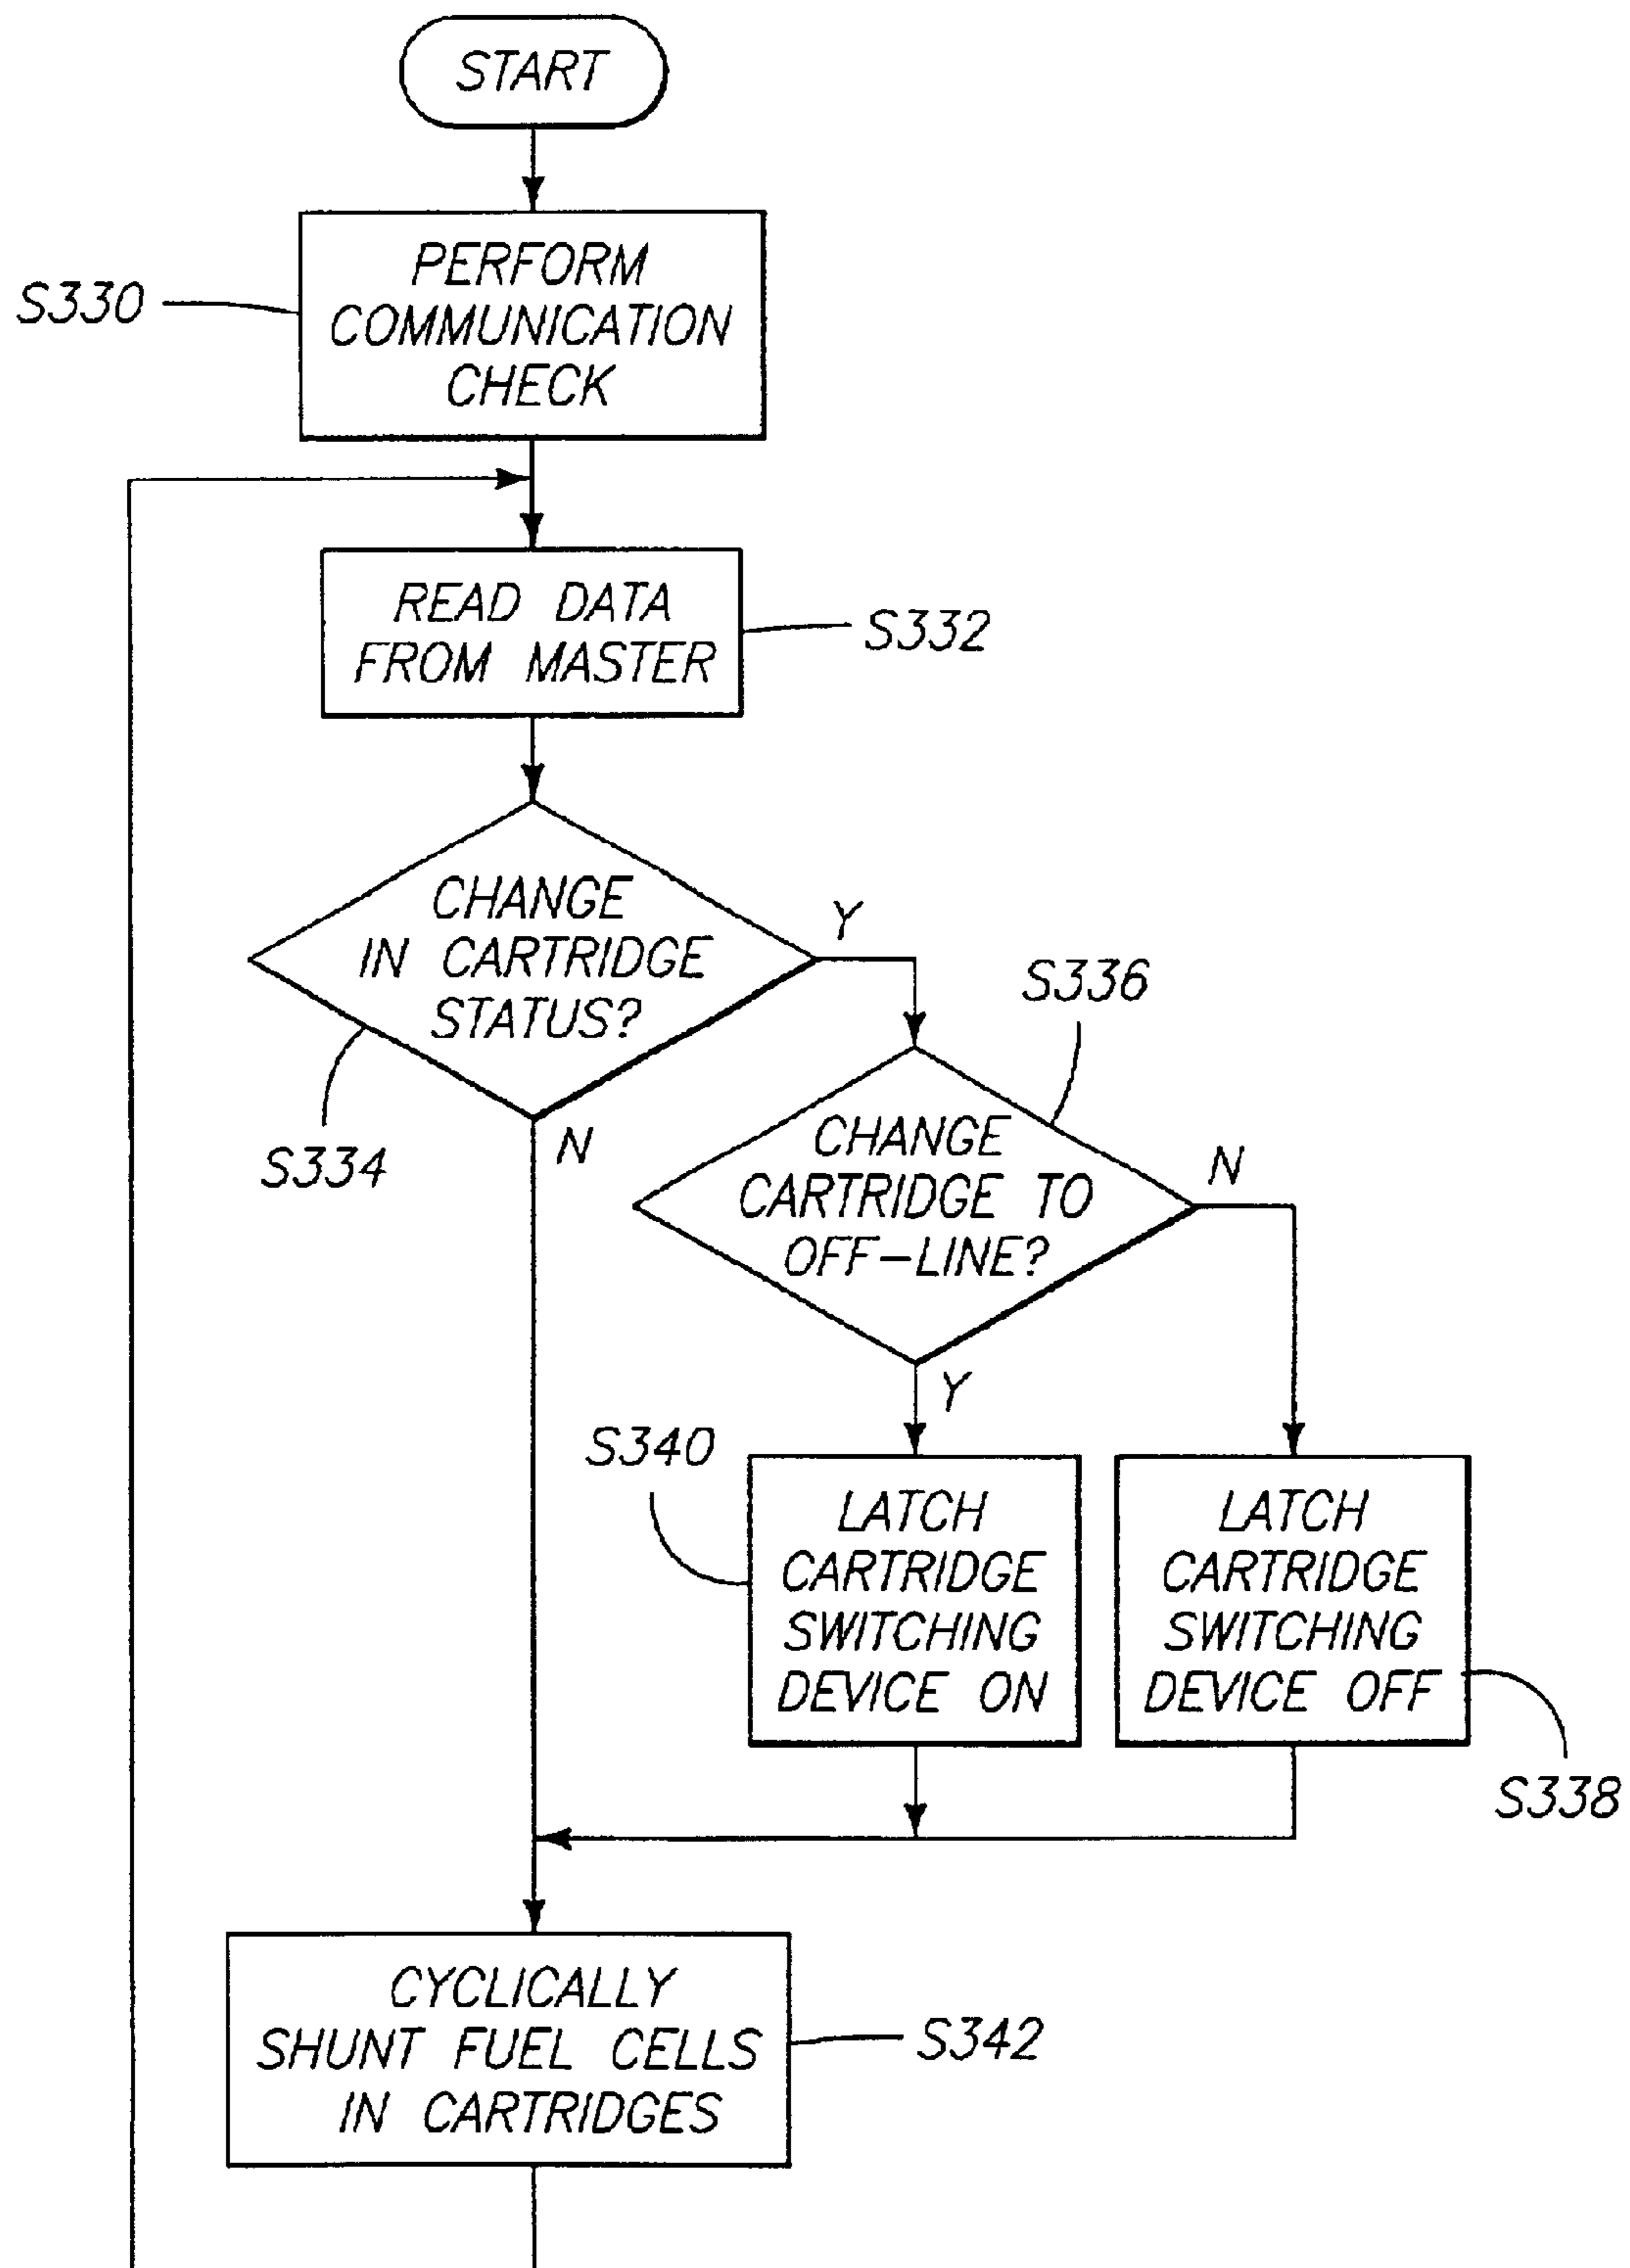 START
PERFORM
COMMUNICATION
CHECK
S330
READ DATA
FROM MASTER
S332
CHANGE
IN CARTRIDGE
STATUS?
Y
N
S334
S336
CHANGE
CARTRIDGE TO
OFF-LINE?
N
Y
S340
LATCH
CARTRIDGE
SWITCHING
DEVICE ON
LATCH
CARTRIDGE
SWITCHING
DEVICE OFF
S338
CYCLICALLY
SHUNT FUEL CELLS
IN CARTRIDGES
S342